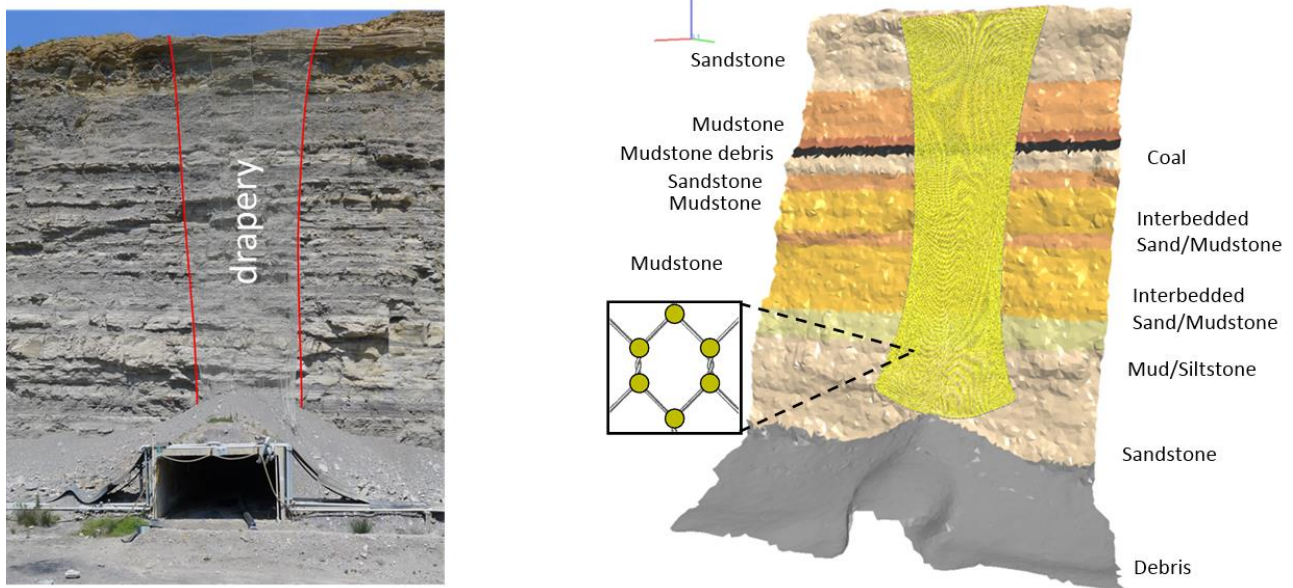 drapery
Sandstone
Mudstone
Mudstone debris
Sandstone
Mudstone
Mudstone
Coal
Interbedded
Sand/Mudstone
Interbedded
Sand/Mudstone
Mud/Siltstone
Sandstone
Debris